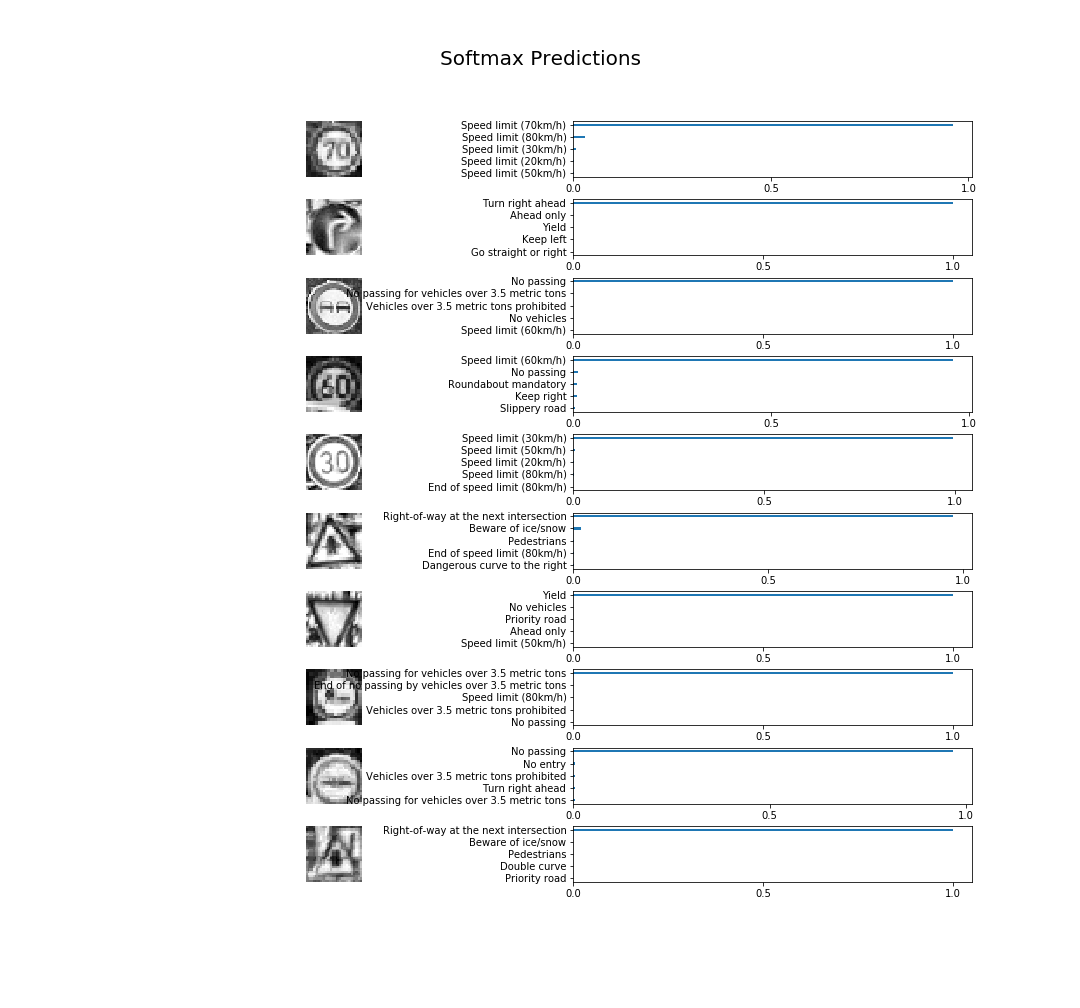 Softmax Predictions
70
Speed limit (70km/h)
Speed limit (80km/h)
Speed limit (30km/h)
Speed limit (20km/h)
Speed limit (50km/h)
0.0 0.5 1.0
Turn right ahead
Ahead only
Yield
Keep left
Go straight or right
0.0 0.5 1.0
No passing
No passing for vehicles over 3.5 metric tons
Vehicles over 3.5 metric tons prohibited
No vehicles
Speed limit (60km/h)
0.0 0.5 1.0
60
Speed limit (60km/h)
No passing
Roundabout mandatory
Keep right
Slippery road
0.0 0.5 1.0
30
Speed limit (30km/h)
Speed limit (50km/h)
Speed limit (20km/h)
Speed limit (80km/h)
End of speed limit (80km/h)
0.0 0.5 1.0
Right-of-way at the next intersection
Beware of ice/snow
Pedestrians
End of speed limit (80km/h)
Dangerous curve to the right
0.0 0.5 1.0
Yield
No vehicles
Priority road
Ahead only
Speed limit (50km/h)
0.0 0.5 1.0
No passing for vehicles over 3.5 metric tons
End of no passing by vehicles over 3.5 metric tons
Speed limit (80km/h)
Vehicles over 3.5 metric tons prohibited
No passing
0.0 0.5 1.0
No passing
No entry
Vehicles over 3.5 metric tons prohibited
Turn right ahead
No passing for vehicles over 3.5 metric tons
0.0 0.5 1.0
Right-of-way at the next intersection
Beware of ice/snow
Pedestrians
Double curve
Priority road
0.0 0.5 1.0